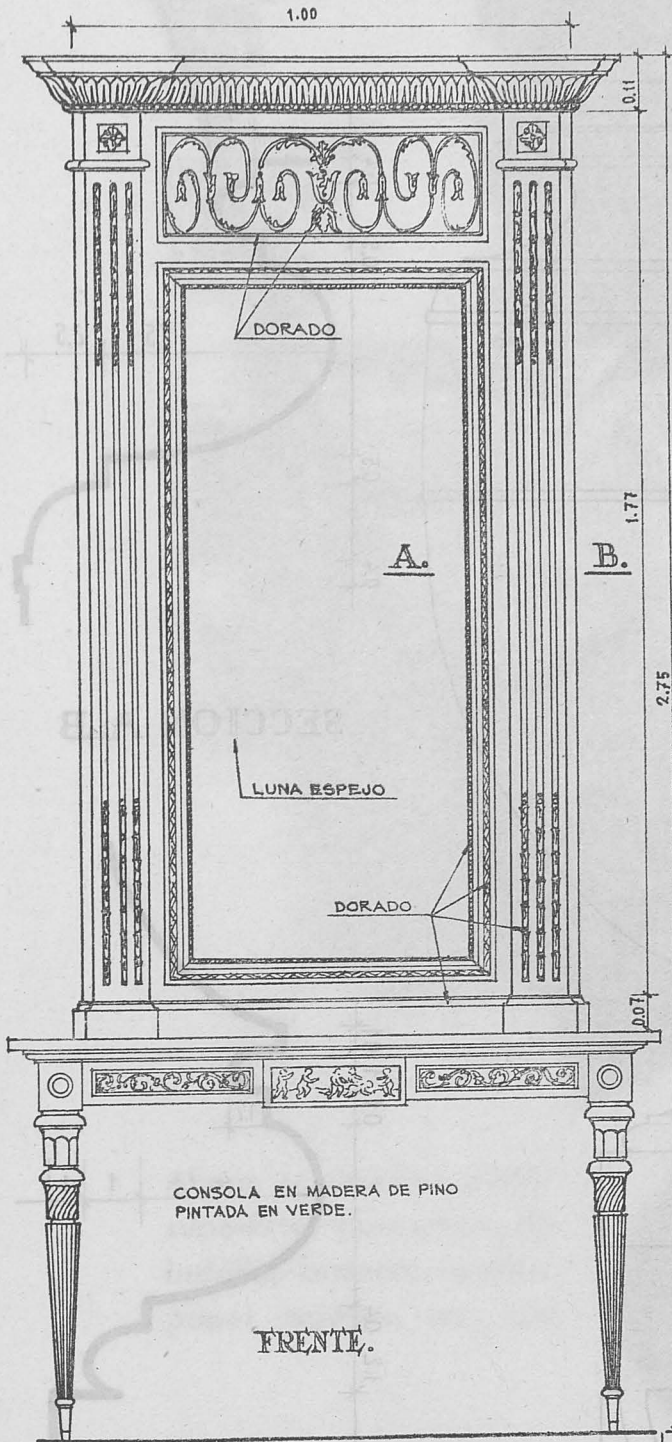 1.00
0.11
DORADO
1.77
A.
B.
2.75
SECCION A-B
LUNA ESPEJO
DORADO
0.07
CONSOLA EN MADERA DE PINO
PINTADA EN VERDE.
FRENTE.